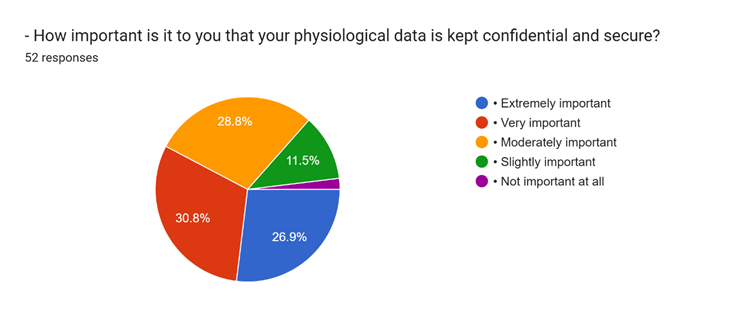 - How important is it to you that your physiological data is kept confidential and secure?
52 responses
28.8%
11.5%
30.8%
26.9%
• Extremely important
• Very important
• Moderately important
• Slightly important
• Not important at all